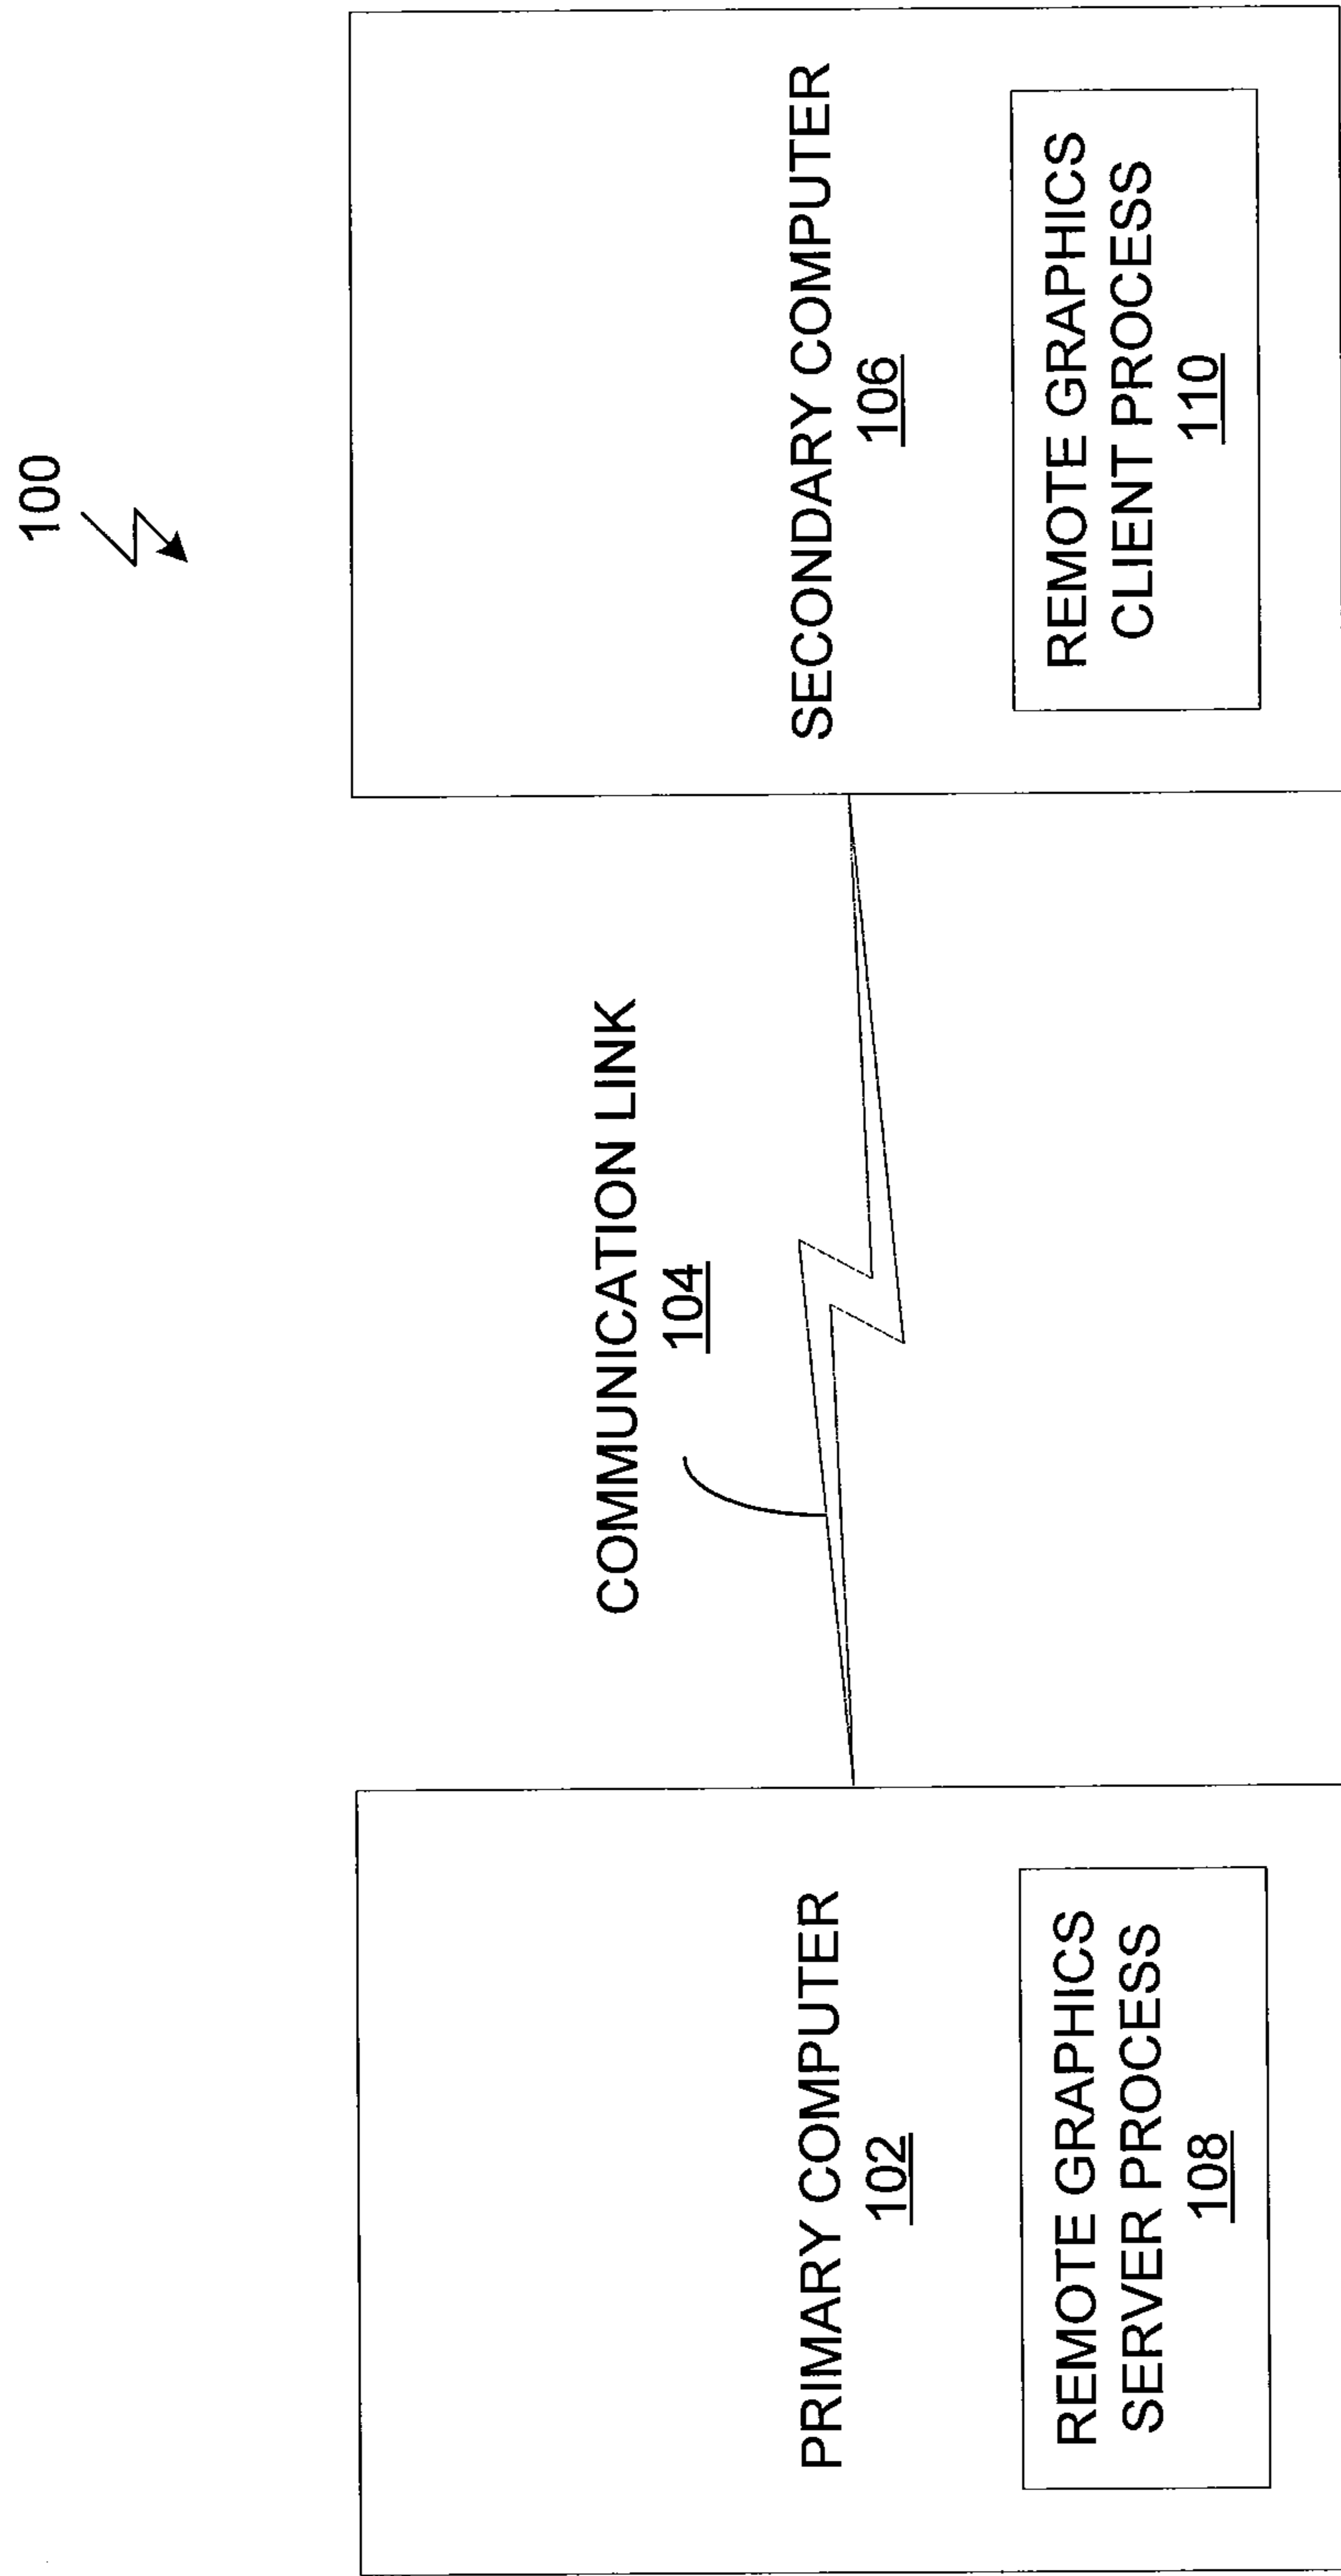 100
PRIMARY COMPUTER
102
REMOTE GRAPHICS
SERVER PROCESS
108
COMMUNICATION LINK
104
SECONDARY COMPUTER
106
REMOTE GRAPHICS
CLIENT PROCESS
110